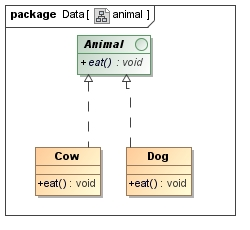 package Data [ animal ]
Animal
+ eat() : void
Cow
+eat() : void
Dog
+eat() : void